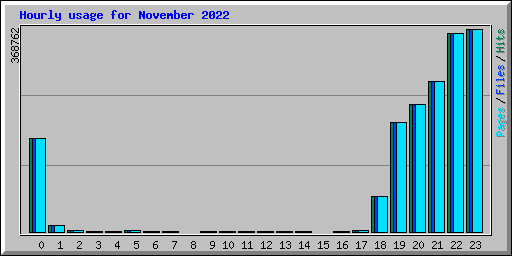 Hourly usage for November 2022
368762
Pages/Files/Hits
0 1 2 3 4 5 6 7 8 9 10 11 12 13 14 15 16 17 18 19 20 21 22 23